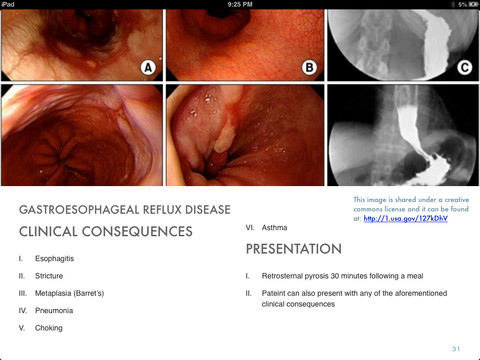 iPad
9:25 PM
5%
A
B
C
This image is shared under a creative
commons license and it can be found
at: http://1.usa.gov/127kDhV
GASTROESOPHAGEAL REFLUX DISEASE
CLINICAL CONSEQUENCES
I. Esophagitis
II. Stricture
III. Metaplasia (Barret's)
IV. Pneumonia
V. Choking
VI. Asthma
PRESENTATION
I. Retrosternal pyrosis 30 minutes following a meal
II. Pateint can also present with any of the aforementioned
clinical consequences
31